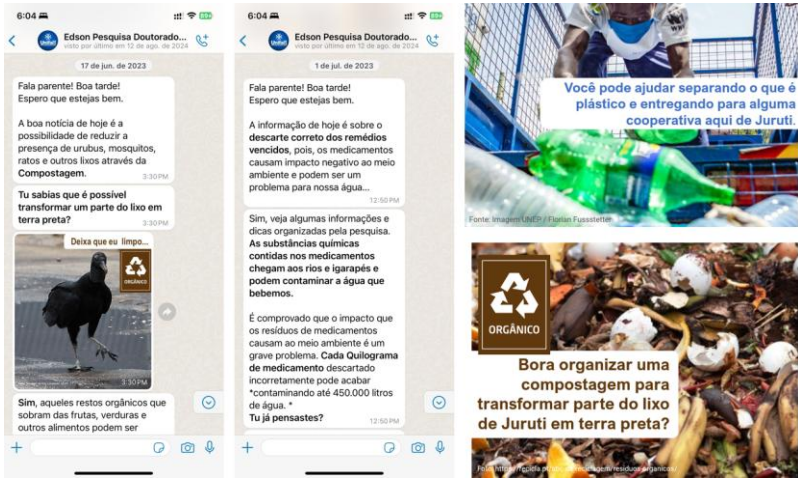 6:04
Edson Pesquisa Doutorado...
visto por último em 12 de ago. de 2024
17 de jun. de 2023
Fala parente! Boa tarde!
Espero que estejas bem.
A boa notícia de hoje é a
possibilidade de reduzir a
presença de urubus, mosquitos,
ratos e outros lixos através da
Compostagem.
3:30 PM
Tu sabias que é possível
transformar um parte do lixo em
terra preta?
3:30 PM
Deixa que eu limpo...
ORGÂNICO
3:30 PM
Sim, aqueles restos orgânicos que
sobram das frutas, verduras e
outros alimentos podem ser
6:04
Edson Pesquisa Doutorado...
visto por último em 12 de ago. de 2024
1 de jul. de 2023
Fala parente! Boa tarde!
Espero que estejas bem.
A informação de hoje é sobre o
descarte correto dos remédios
vencidos, pois, os medicamentos
causam impacto negativo ao meio
ambiente e podem ser um
problema para nossa água...
12:50 PM
Sim, veja algumas informações e
dicas organizadas pela pesquisa.
As substâncias químicas
contidas nos medicamentos
chegam aos rios e igarapés e
podem contaminar a água que
bebemos.
É comprovado que o impacto que
os resíduos de medicamentos
causam ao meio ambiente é um
grave problema. Cada Quilograma
de medicamento descartado
incorretamente pode acabar
*contaminando até 450.000 litros
de água. *
Tu já pensastes?
12:50 PM
Você pode ajudar separando o que é
plástico e entregando para alguma
cooperativa aqui de Juruti.
Fonte: Imagem UNEP / Florian Fussstetter
ORGÂNICO
Bora organizar uma
compostagem para
transformar parte do lixo
de Juruti em terra preta?